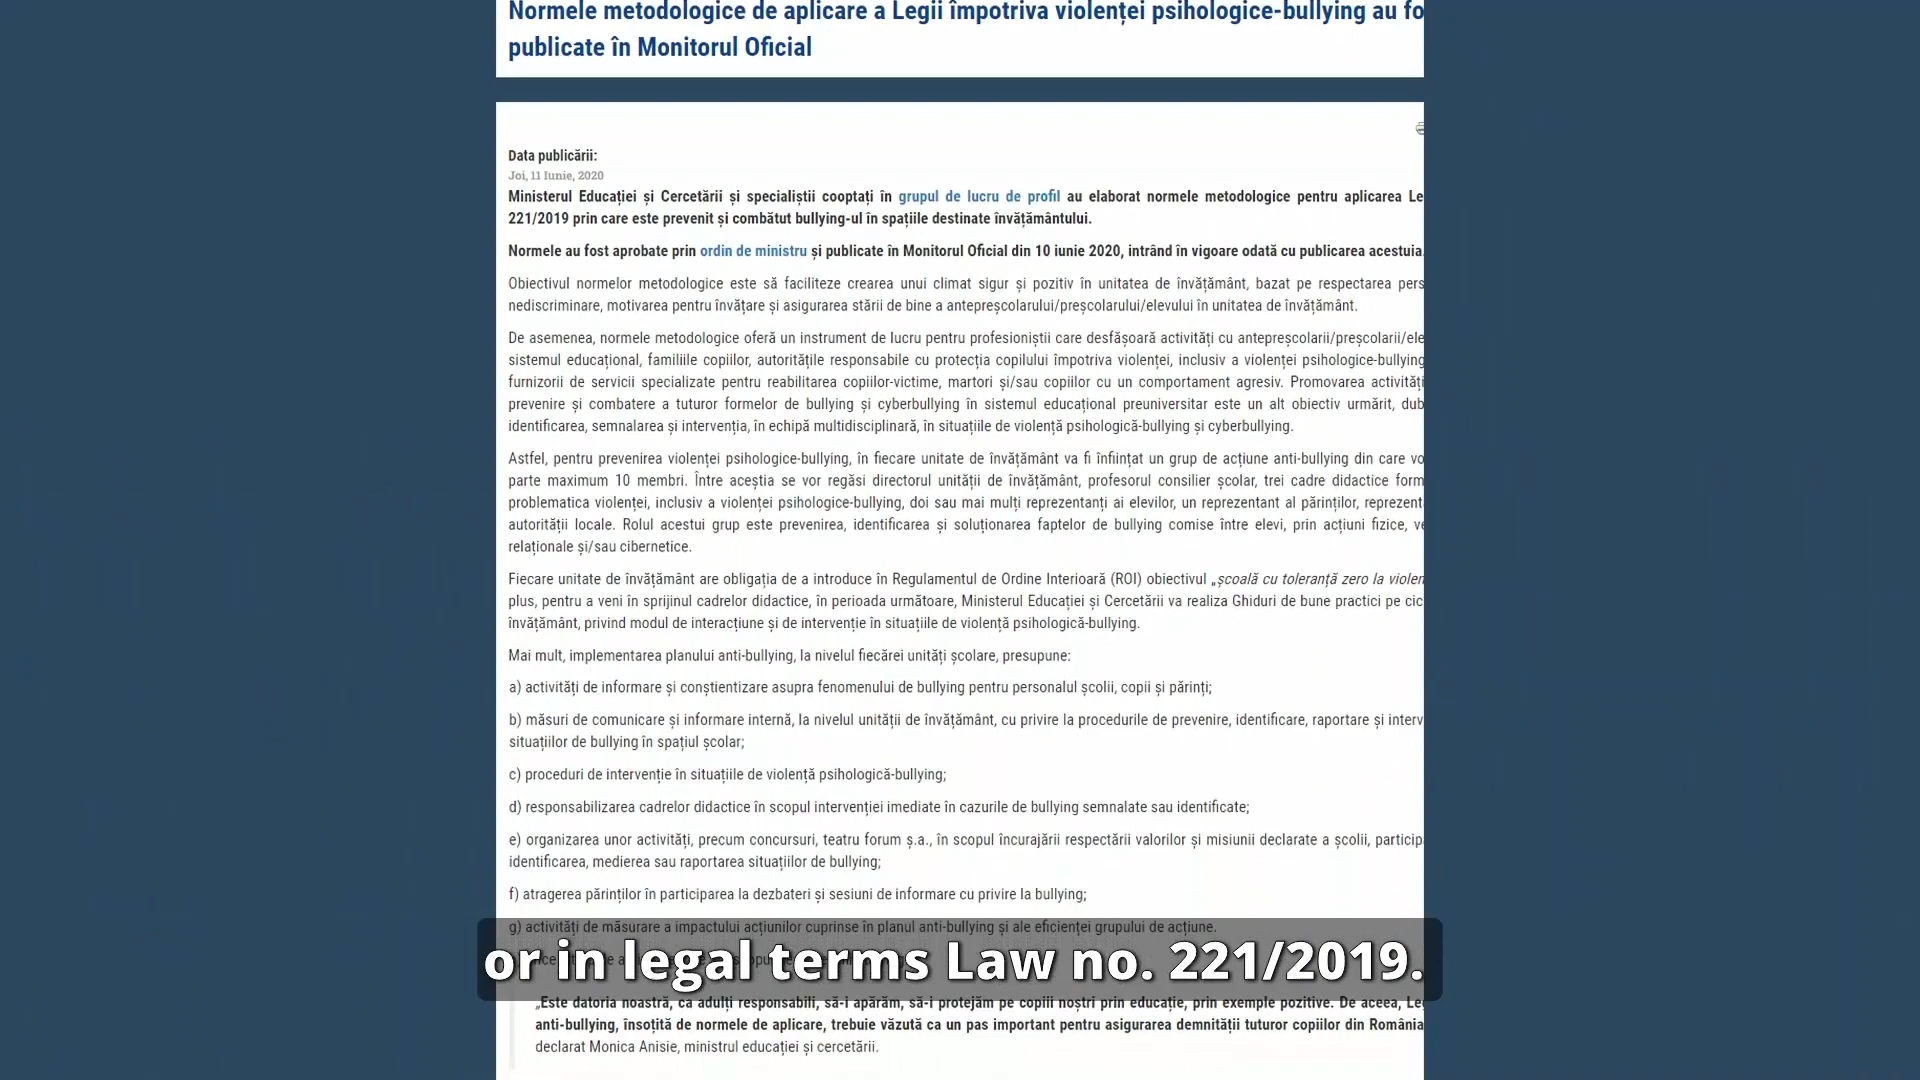 Normele metodologice de aplicare a Legii împotriva violenței psihologice-bullying au fo
publicate în Monitorul Oficial
Data publicării:
Joi, 11 Iunie, 2020
Ministerul Educației și Cercetării și specialiștii cooptați în grupul de lucru de profil au elaborat normele metodologice pentru aplicarea Le
221/2019 prin care este prevenit și combătut bullying-ul în spațiile destinate învățământului.
Normele au fost aprobate prin ordin de ministru și publicate în Monitorul Oficial din 10 iunie 2020, intrând în vigoare odată cu publicarea acestuia.
Obiectivul normelor metodologice este să faciliteze crearea unui climat sigur și pozitiv în unitatea de învățământ, bazat pe respectarea pers
nediscriminare, motivarea pentru învățare și asigurarea stării de bine a antepreșcolarului/preșcolarului/elevului în unitatea de învățământ.
De asemenea, normele metodologice oferă un instrument de lucru pentru profesioniștii care desfășoară activități cu antepreșcolarii/preșcolarii/ele
sistemul educațional, familiile copiilor, autoritățile responsabile cu protecția copilului împotriva violenței, inclusiv a violenței psihologice-bullying
furnizorii de servicii specializate pentru reabilitarea copiilor-victime, martori și/sau copiilor cu un comportament agresiv. Promovarea activități
prevenire și combatere a tuturor formelor de bullying și cyberbullying în sistemul educațional preuniversitar este un alt obiectiv urmărit, dub
identificarea, semnalarea și intervenția, în echipă multidisciplinară, în situațiile de violență psihologică-bullying și cyberbullying.
Astfel, pentru prevenirea violenței psihologice-bullying, în fiecare unitate de învățământ va fi înființat un grup de acțiune anti-bullying din care vo
parte maximum 10 membri. Între aceștia se vor regăsi directorul unității de învățământ, profesorul consilier școlar, trei cadre didactice form
problematica violenței, inclusiv a violenței psihologice-bullying, doi sau mai mulți reprezentanți ai elevilor, un reprezentant al părinților, reprezent
autorității locale. Rolul acestui grup este prevenirea, identificarea și soluționarea faptelor de bullying comise între elevi, prin acțiuni fizice, ve
relaționale și/sau cibernetice.
Fiecare unitate de învățământ are obligația de a introduce în Regulamentul de Ordine Interioară (ROI) obiectivul „școală cu toleranță zero la violen
plus, pentru a veni în sprijinul cadrelor didactice, în perioada următoare, Ministerul Educației și Cercetării va realiza Ghiduri de bune practici pe cic
învățământ, privind modul de interacțiune și de intervenție în situațiile de violență psihologică-bullying.
Mai mult, implementarea planului anti-bullying, la nivelul fiecărei unități școlare, presupune:
a) activități de informare și conștientizare asupra fenomenului de bullying pentru personalul școlii, copii și părinți;
b) măsuri de comunicare și informare internă, la nivelul unității de învățământ, cu privire la procedurile de prevenire, identificare, raportare și interv
situațiilor de bullying în spațiul școlar;
c) proceduri de intervenție în situațiile de violență psihologică-bullying;
d) responsabilizarea cadrelor didactice în scopul intervenției imediate în cazurile de bullying semnalate sau identificate;
e) organizarea unor activități, precum concursuri, teatru forum ș.a., în scopul încurajării respectării valorilor și misiunii declarate a școlii, particip
identificarea, medierea sau raportarea situațiilor de bullying;
f) atragerea părinților în participarea la dezbateri și sesiuni de informare cu privire la bullying;
g) activități de măsurare a impactului acțiunilor cuprinse în planul anti-bullying și ale eficienței grupului de acțiune.
or in legal terms Law no. 221/2019.
„Este datoria noastră, ca adulți responsabili, să-i apărăm, să-i protejăm pe copiii noștri prin educație, prin exemple pozitive. De aceea, Le
anti-bullying, însoțită de normele de aplicare, trebuie văzută ca un pas important pentru asigurarea demnității tuturor copiilor din România
declarat Monica Anisie, ministrul educației și cercetării.